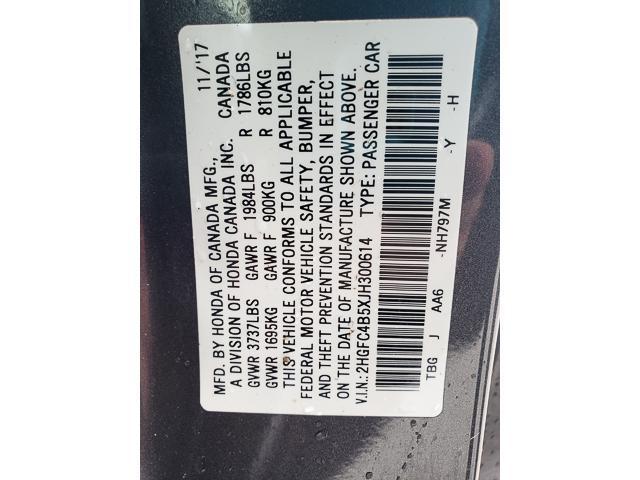 MFD. BY HONDA OF CANADA MFG., 11/'17
A DIVISION OF HONDA CANADA INC. CANADA
GVWR 3737LBS GAWR F 1984LBS R 1786LBS
GVWR 1695KG GAWR F 900KG R 810KG
THIS VEHICLE CONFORMS TO ALL APPLICABLE
FEDERAL MOTOR VEHICLE SAFETY, BUMPER,
AND THEFT PREVENTION STANDARDS IN EFFECT
ON THE DATE OF MANUFACTURE SHOWN ABOVE.
V.I.N.:2HGFC4B5XJH300614 TYPE: PASSENGER CAR
TBG J AA6 -NH797M -Y -H